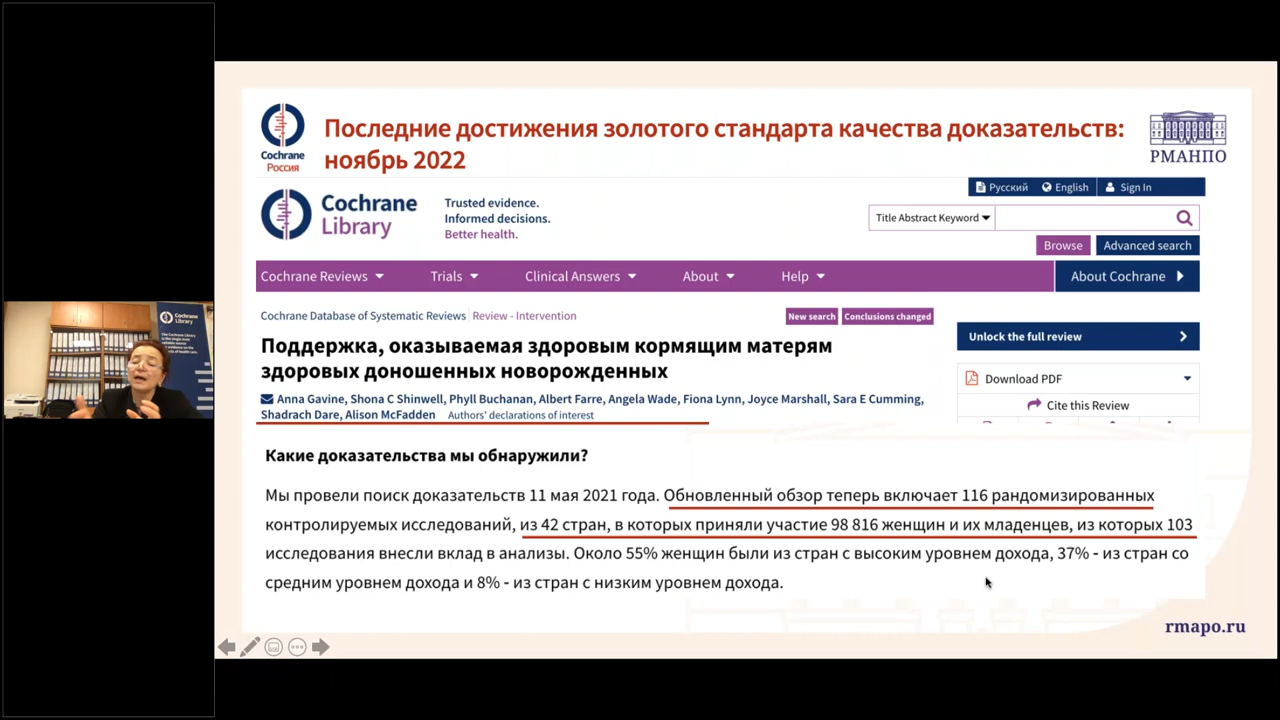 Cochrane
Россия
Последние достижения золотого стандарта качества доказательств:
ноябрь 2022
РМАНПО
Cochrane
Library
Trusted evidence.
Informed decisions.
Better health.
Русский English Sign In
Title Abstract Keyword
Browse Advanced search
Cochrane Reviews Trials Clinical Answers About Help About Cochrane
Cochrane Database of Systematic Reviews Review - Intervention New search Conclusions changed
Unlock the full review
Поддержка, оказываемая здоровым кормящим матерям
здоровых доношенных новорожденных
Download PDF
Anna Gavine, Shona C Shinwell, Phyll Buchanan, Albert Farre, Angela Wade, Fiona Lynn, Joyce Marshall, Sara E Cumming,
Shadrach Dare, Alison McFadden Authors' declarations of interest
Cite this Review
Какие доказательства мы обнаружили?
Мы провели поиск доказательств 11 мая 2021 года. Обновленный обзор теперь включает 116 рандомизированных
контролируемых исследований, из 42 стран, в которых приняли участие 98 816 женщин и их младенцев, из которых 103
исследования внесли вклад в анализы. Около 55% женщин были из стран с высоким уровнем дохода, 37% - из стран со
средним уровнем дохода и 8% - из стран с низким уровнем дохода.
rmapo.ru
Cochrane
Library